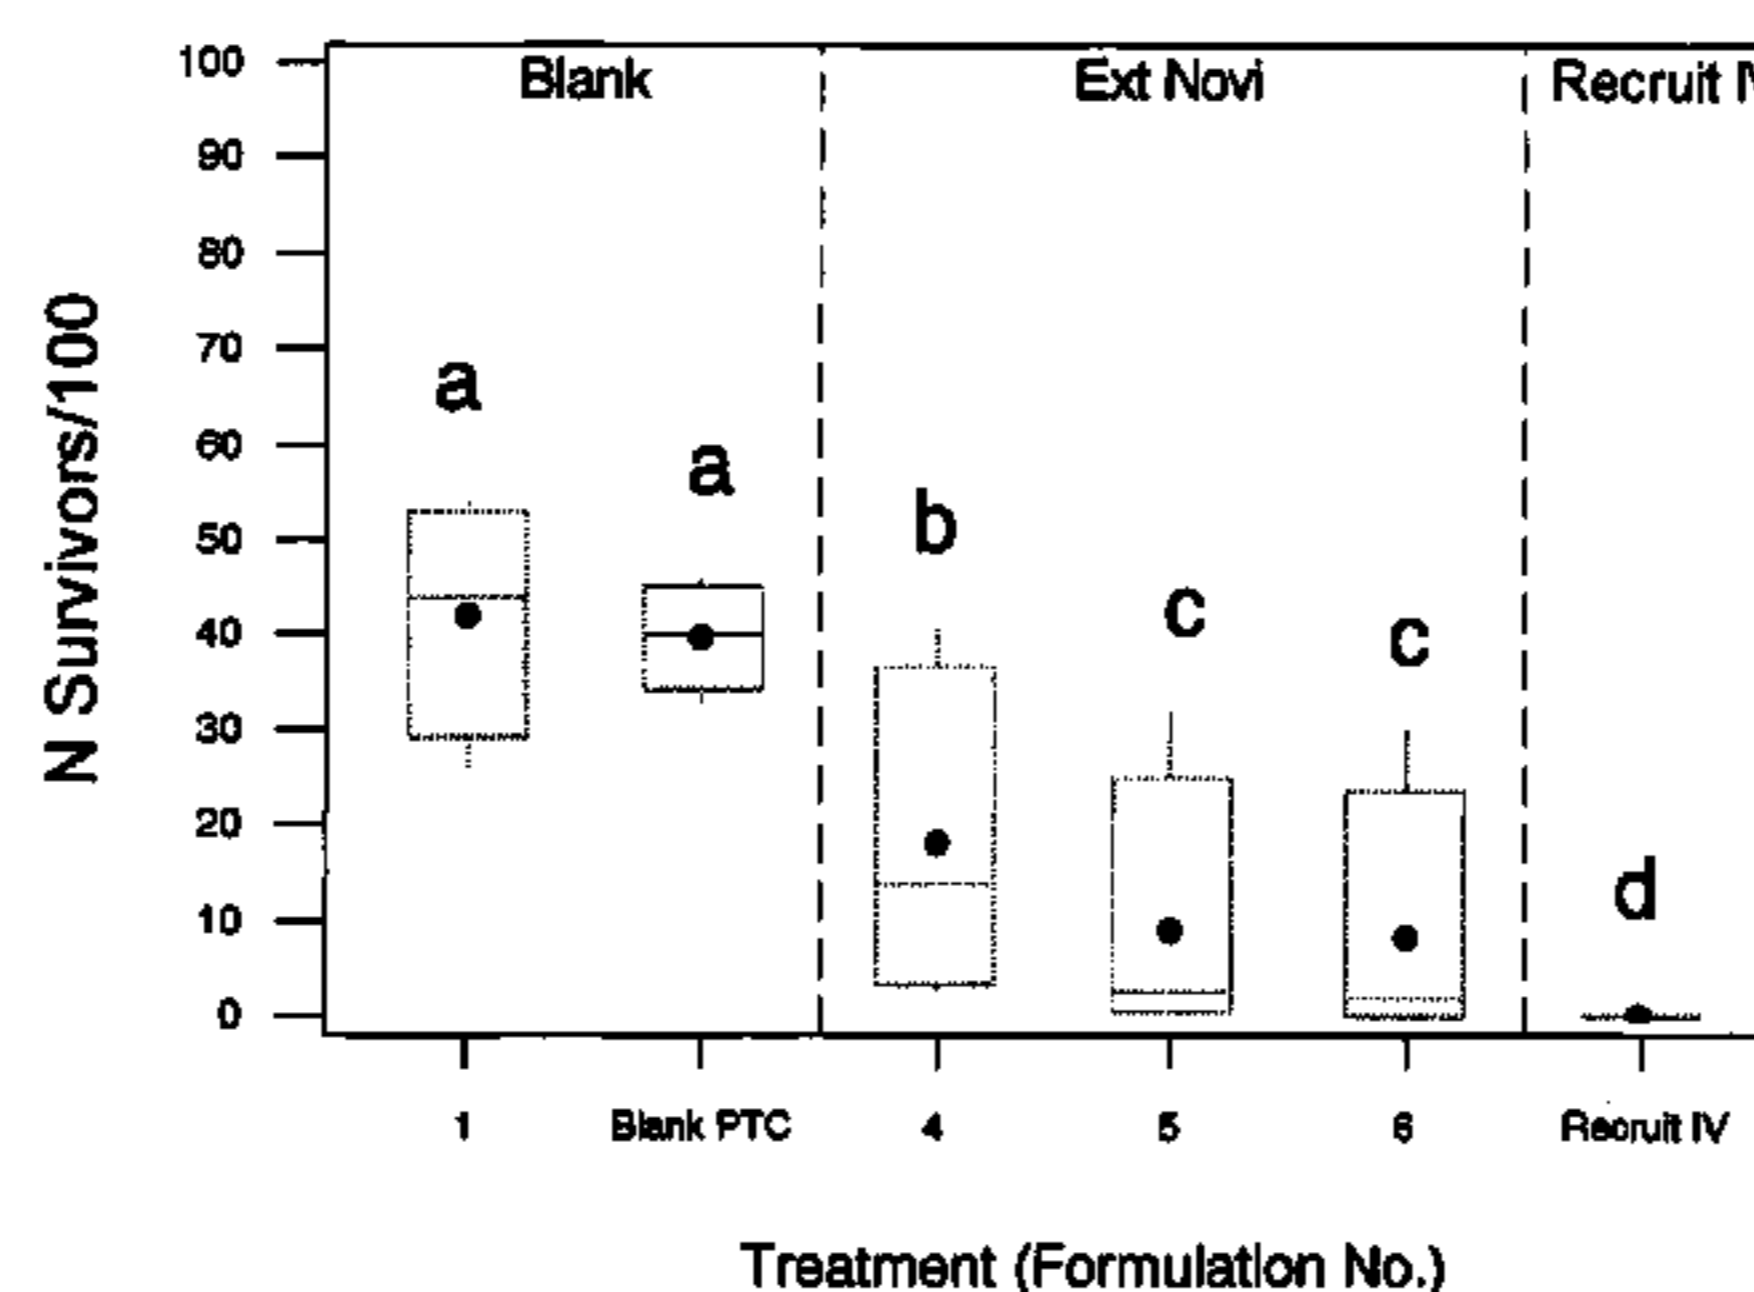 Blank Ext Novi Recruit
100
90
80
70
60
50
40
30
20
10
0
N Survivors/100
a
a
b
c
c
d
1 Blank PTC 4 5 6 Recruit IV
Treatment (Formulation No.)